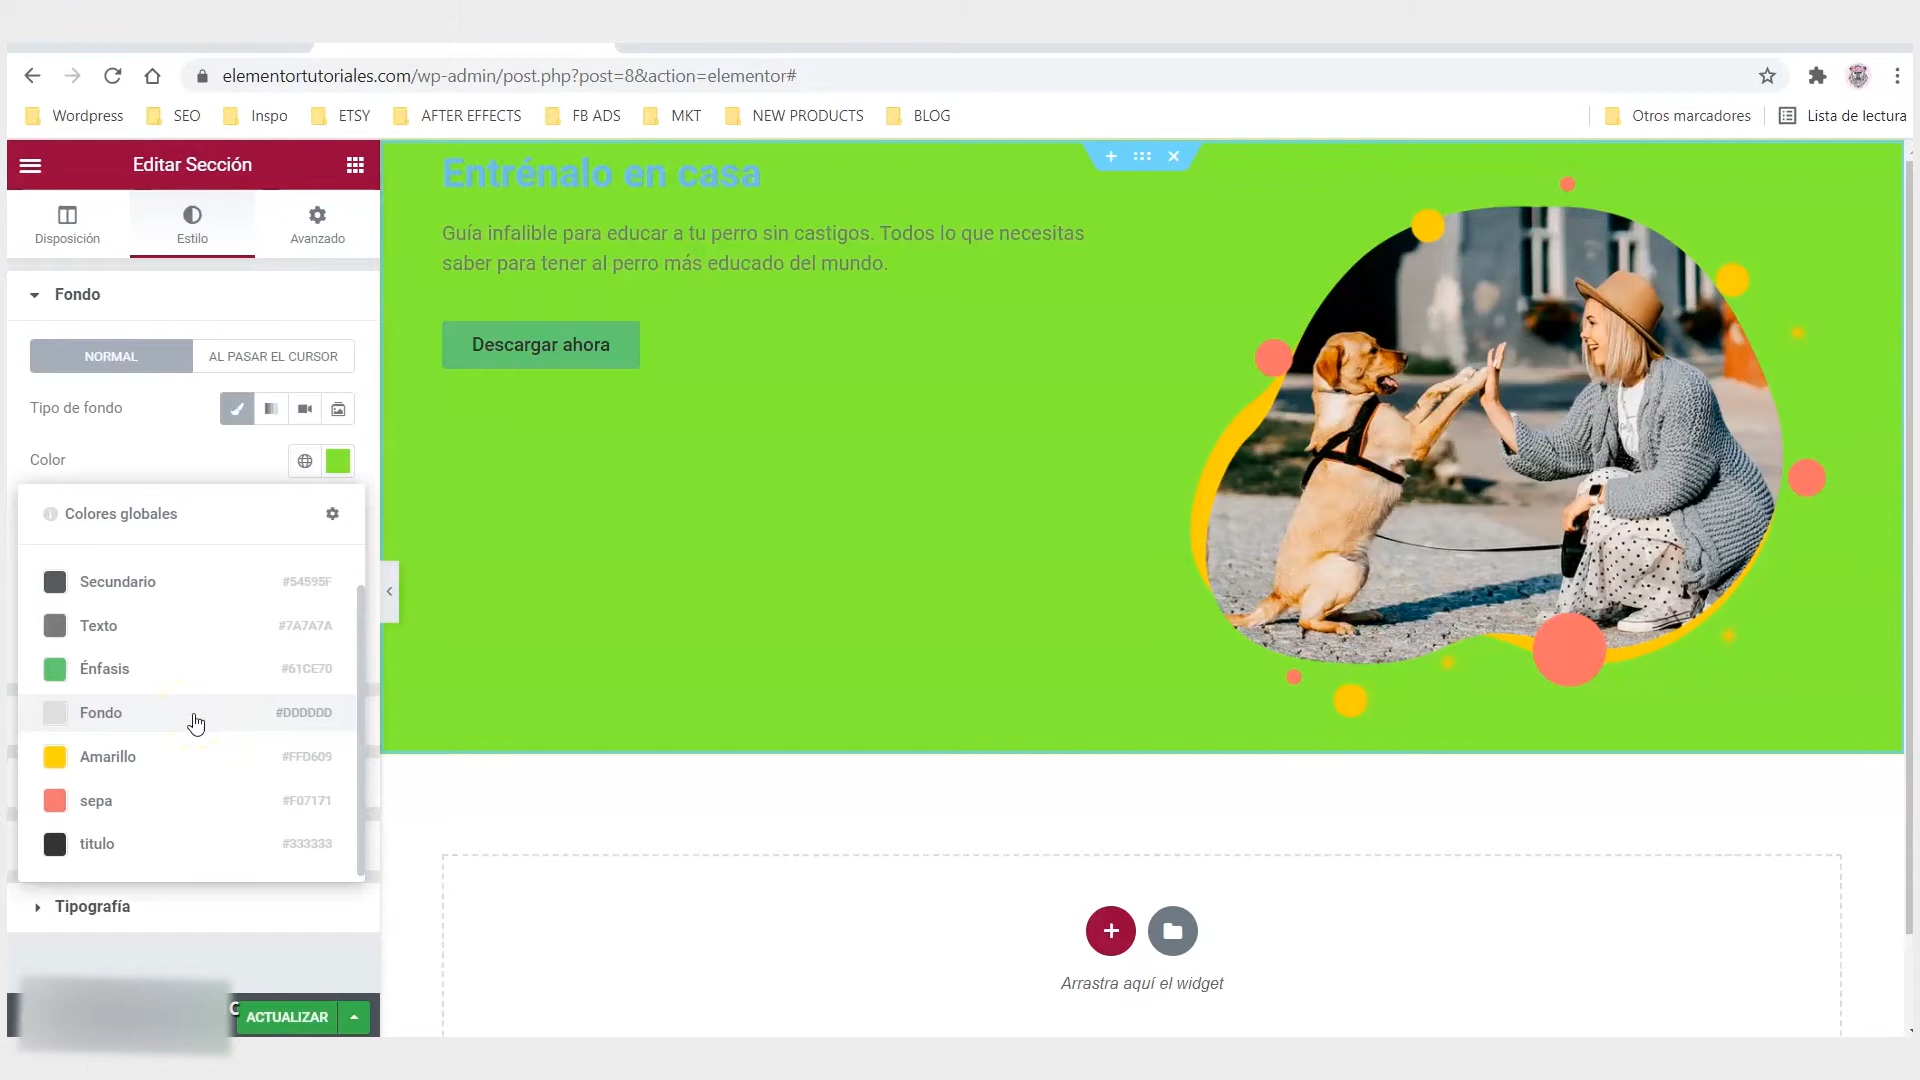 elementortutoriales.com/wp-admin/post.php?post=8&action=elementor#
Wordpress SEO Inspo ETSY AFTER EFFECTS FB ADS MKT NEW PRODUCTS BLOG Otros marcadores Lista de lectura
Editar Sección
Disposición Estilo Avanzado
Fondo
NORMAL AL PASAR EL CURSOR
Tipo de fondo
Color
Colores globales
Secundario #54595F
Texto #7A7A7A
Énfasis #61CE70
Fondo #DDDDDD
Amarillo #FFD609
sepa #F07171
titulo #333333
Tipografía
ACTUALIZAR
Entrénalo en casa
Guía infalible para educar a tu perro sin castigos. Todos lo que necesitas
saber para tener al perro más educado del mundo.
Descargar ahora
Arrastra aquí el widget